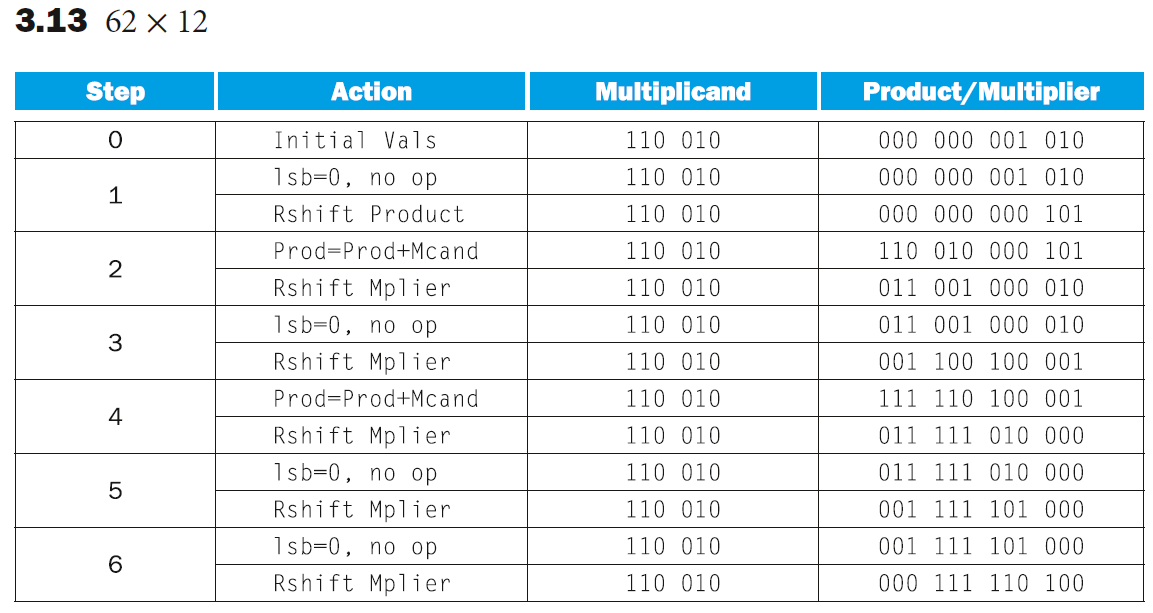 3.13 62 × 12
Step Action Multiplicand Product/Multiplier
0 Initial Vals 110 010 000 000 001 010
1 lsb=0, no op 110 010 000 000 001 010
Rshift Product 110 010 000 000 000 101
2 Prod=Prod+Mcand 110 010 110 010 000 101
Rshift Mplier 110 010 011 001 000 010
3 lsb=0, no op 110 010 011 001 000 010
Rshift Mplier 110 010 001 100 100 001
4 Prod=Prod+Mcand 110 010 111 110 100 001
Rshift Mplier 110 010 011 111 010 000
5 lsb=0, no op 110 010 011 111 010 000
Rshift Mplier 110 010 001 111 101 000
6 lsb=0, no op 110 010 001 111 101 000
Rshift Mplier 110 010 000 111 110 100